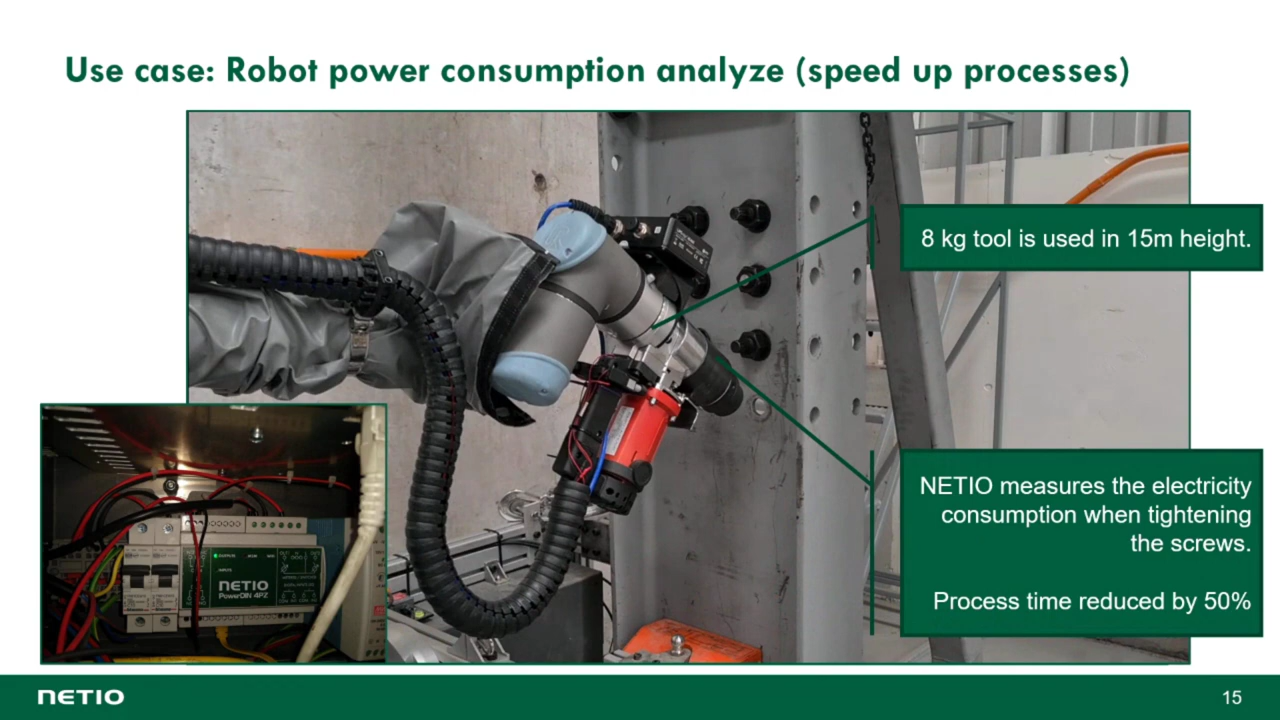 Use case: Robot power consumption analyze (speed up processes)
8 kg tool is used in 15m height.
NETIO measures the electricity
consumption when tightening
the screws.
Process time reduced by 50%
NETIO
PowerDIN 4PZ
NETIO
15